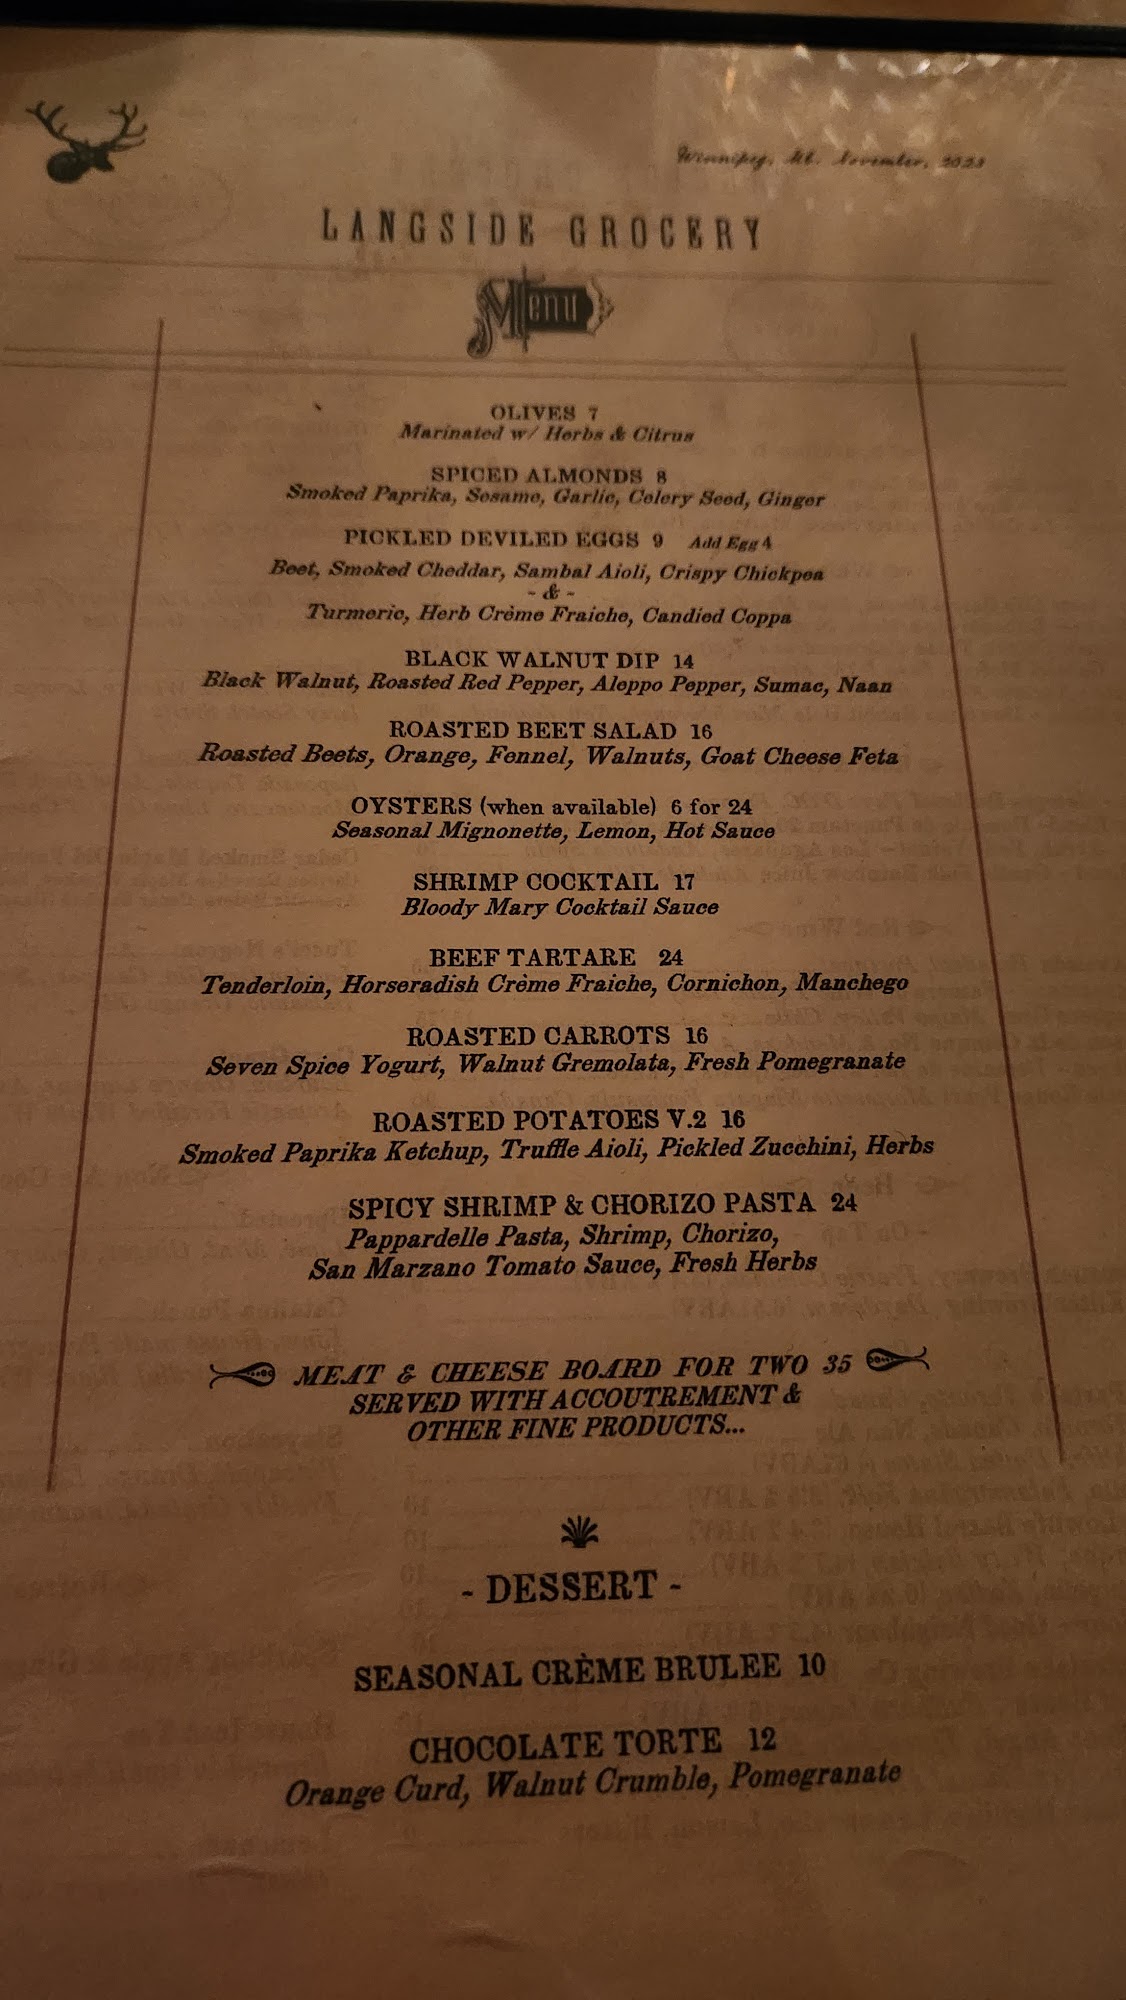 Winnipeg, Mb. November, 2023
LANGSIDE GROCERY
Menu
OLIVES 7
Marinated w/ Herbs & Citrus
SPICED ALMONDS 8
Smoked Paprika, Sesame, Garlic, Celery Seed, Ginger
PICKLED DEVILED EGGS 9 Add Egg 4
Beet, Smoked Cheddar, Sambal Aioli, Crispy Chickpea
- & -
Turmeric, Herb Crème Fraiche, Candied Coppa
BLACK WALNUT DIP 14
Black Walnut, Roasted Red Pepper, Aleppo Pepper, Sumac, Naan
ROASTED BEET SALAD 16
Roasted Beets, Orange, Fennel, Walnuts, Goat Cheese Feta
OYSTERS (when available) 6 for 24
Seasonal Mignonette, Lemon, Hot Sauce
SHRIMP COCKTAIL 17
Bloody Mary Cocktail Sauce
BEEF TARTARE 24
Tenderloin, Horseradish Crème Fraiche, Cornichon, Manchego
ROASTED CARROTS 16
Seven Spice Yogurt, Walnut Gremolata, Fresh Pomegranate
ROASTED POTATOES V.2 16
Smoked Paprika Ketchup, Truffle Aioli, Pickled Zucchini, Herbs
SPICY SHRIMP & CHORIZO PASTA 24
Pappardelle Pasta, Shrimp, Chorizo,
San Marzano Tomato Sauce, Fresh Herbs
MEAT & CHEESE BOARD FOR TWO 35
SERVED WITH ACCOUTREMENT &
OTHER FINE PRODUCTS...
- DESSERT -
SEASONAL CRÈME BRULEE 10
CHOCOLATE TORTE 12
Orange Curd, Walnut Crumble, Pomegranate